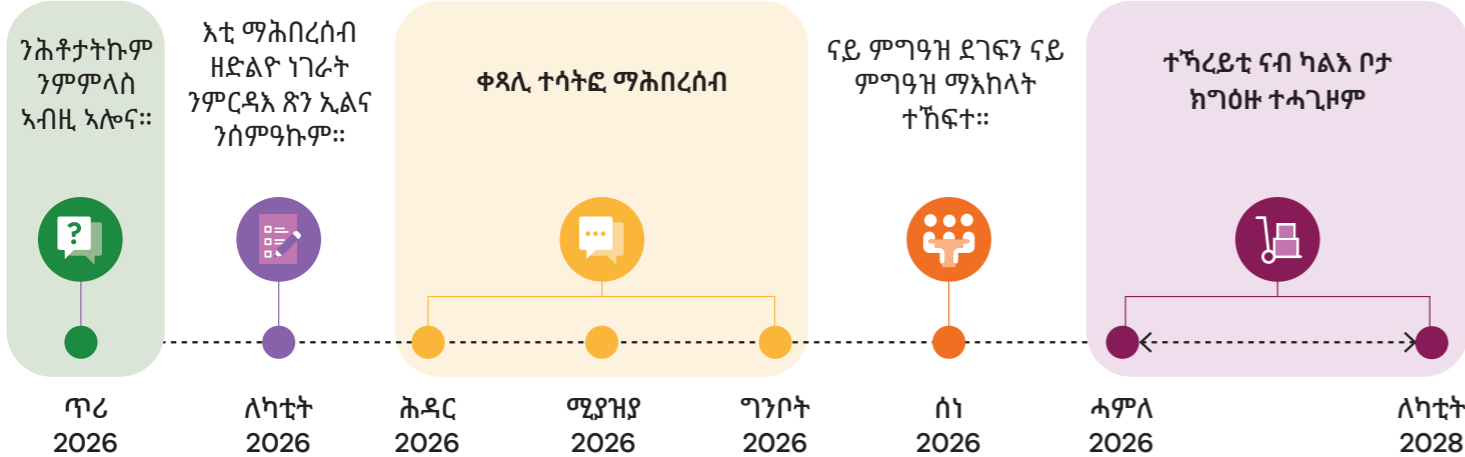 ንሕቶታትኩም
ንምምላስ
ኣብዚ ኣሎና።
እቲ ማሕበረሰብ
ዘድልዮ ነገራት
ንምርዳእ ጽን ኢልና
ንሰምዓኩም።
ቀጻሊ ተሳትፎ ማሕበረሰብ
ናይ ምግዓዝ ደገፍን ናይ
ምግዓዝ ማእከላት
ተኸፍተ።
ተኻረይቲ ናብ ካልእ ቦታ
ክግዕዙ ተሓጊዞም
?
ጥሪ
2026
ለካቲት
2026
ሕዳር
2026
ሚያዝያ
2026
ግንቦት
2026
ሰነ
2026
ሓምለ
2026
ለካቲት
2028